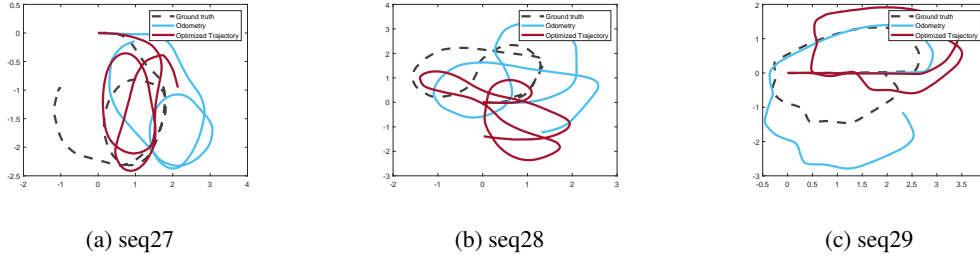 0.5
0
-0.5
-1
-1.5
-2
-2.5
-2 -1 0 1 2 3 4
Ground truth
Odometry
Optimized Trajectory
(a) seq27
4
3
2
1
0
-1
-2
-3
-2 -1 0 1 2 3
Ground truth
Odometry
Optimized Trajectory
(b) seq28
2
1
0
-1
-2
-3
-0.5 0 0.5 1 1.5 2 2.5 3 3.5
Ground truth
Odometry
Optimized Trajectory
(c) seq29